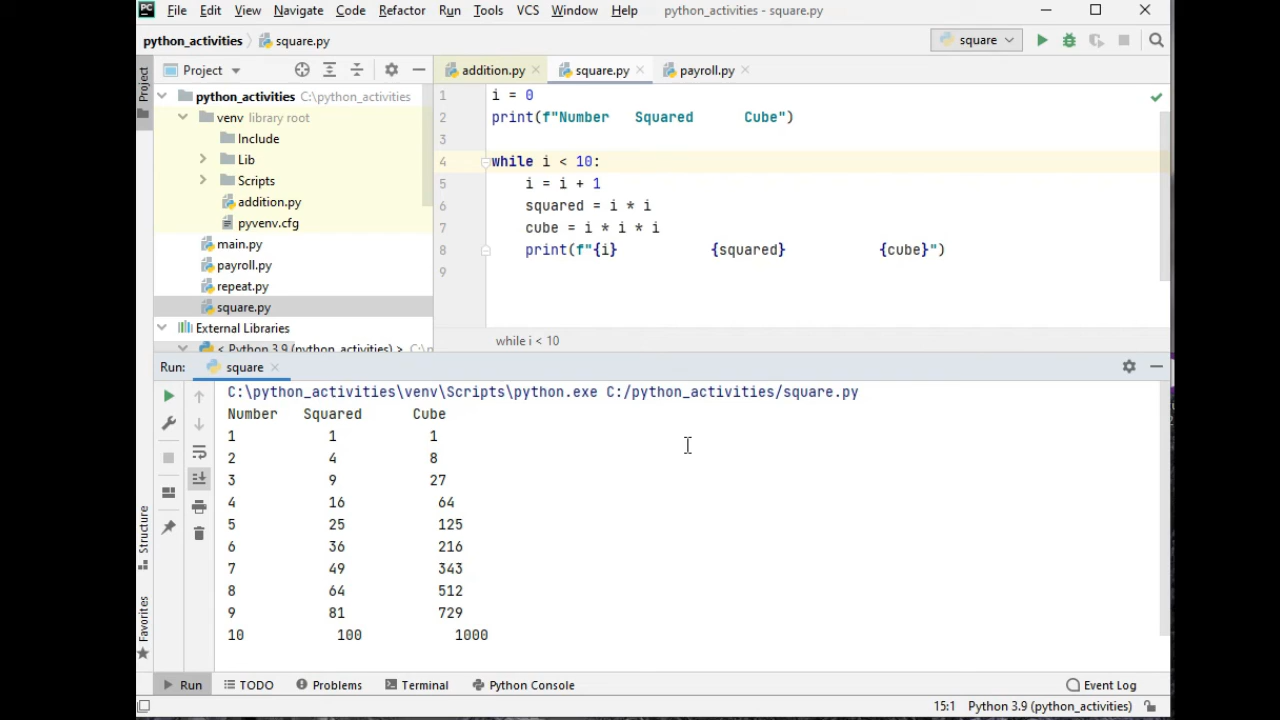 PC File Edit View Navigate Code Refactor Run Tools VCS Window Help python_activities - square.py
python_activities square.py square
Project addition.py square.py payroll.py
Project
python_activities C:\python_activities
venv library root
Include
Lib
Scripts
addition.py
pyvenv.cfg
main.py
payroll.py
repeat.py
square.py
External Libraries
< Python 3.9 (python_activities) >
1 i = 0
2 print(f"Number   Squared      Cube")
3
4 while i < 10:
5     i = i + 1
6     squared = i * i
7     cube = i * i * i
8     print(f"{i}           {squared}           {cube}")
9
while i < 10
Run: square
C:\python_activities\venv\Scripts\python.exe C:/python_activities/square.py
Number   Squared      Cube
1           1           1
2           4           8
3           9           27
4           16           64
5           25           125
6           36           216
7           49           343
8           64           512
9           81           729
10           100           1000
Structure
Favorites
Run TODO Problems Terminal Python Console Event Log
15:1 Python 3.9 (python_activities)